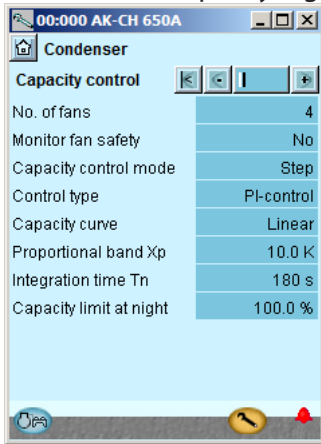 00:000 AK-CH 650A
Condenser
Capacity control
No. of fans 4
Monitor fan safety No
Capacity control mode Step
Control type PI-control
Capacity curve Linear
Proportional band Xp 10.0 K
Integration time Tn 180 s
Capacity limit at night 100.0 %